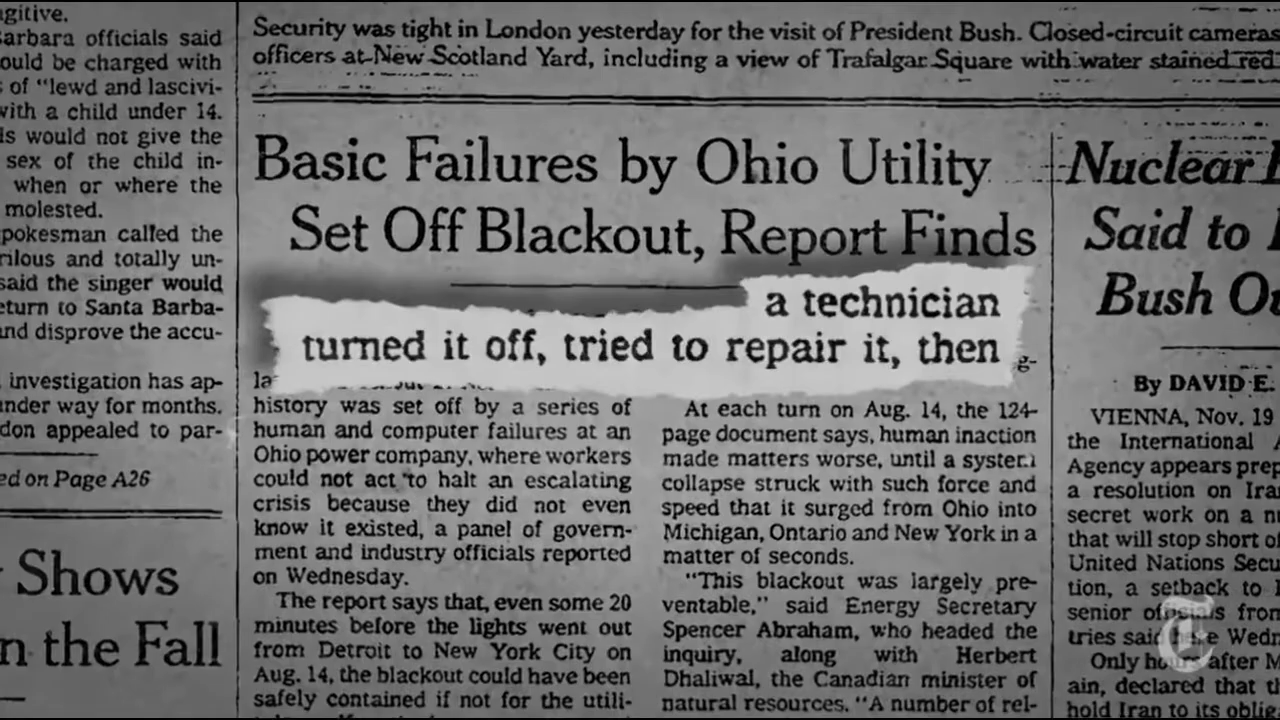 gitive.
arbara officials said
ould be charged with
of "lewd and lascivi-
with a child under 14.
ls would not give the
sex of the child in-
when or where the
molested.
pokesman called the
rilous and totally un-
said the singer would
eturn to Santa Barba-
and disprove the accu-
investigation has ap-
under way for months.
don appealed to par-
ed on Page A26
Shows
n the Fall
Security was tight in London yesterday for the visit of President Bush. Closed-circuit cameras
officers at New Scotland Yard, including a view of Trafalgar Square with water stained red
Basic Failures by Ohio Utility
Set Off Blackout, Report Finds
a technician
turned it off, tried to repair it, then
la
history was set off by a series of
human and computer failures at an
Ohio power company, where workers
could not act to halt an escalating
crisis because they did not even
know it existed, a panel of govern-
ment and industry officials reported
on Wednesday.
The report says that, even some 20
minutes before the lights went out
from Detroit to New York City on
Aug. 14, the blackout could have been
safely contained if not for the utili-
g-
At each turn on Aug. 14, the 124-
page document says, human inaction
made matters worse, until a system
collapse struck with such force and
speed that it surged from Ohio into
Michigan, Ontario and New York in a
matter of seconds.
"This blackout was largely pre-
ventable," said Energy Secretary
Spencer Abraham, who headed the
inquiry, along with Herbert
Dhaliwal, the Canadian minister of
natural resources. "A number of rel-
Nuclear
Said to
Bush Ou
By DAVID E.
VIENNA, Nov. 19
the International A
Agency appears prep
a resolution on Iran
secret work on a nu
that will stop short of
United Nations Secu
tion, a setback to
senior officials from
tries said here Wedn
Only hours after M
ain, declared that th
hold Iran to its oblig